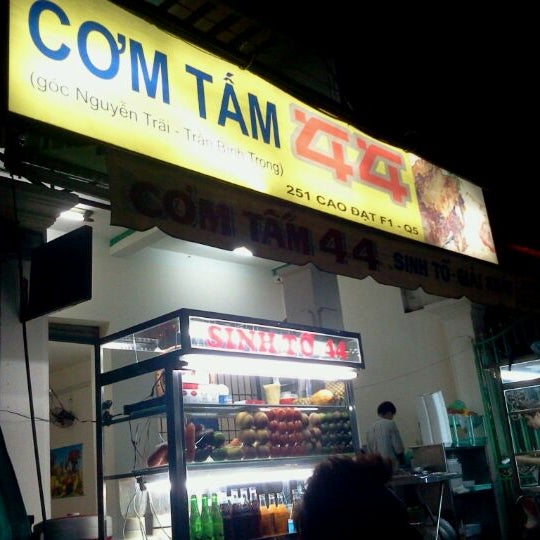 CƠM TẤM 44
(góc Nguyễn Trãi - Trần Bình Trọng)
251 CAO ĐẠT F1 - Q5
CƠM TẤM 44 SINH TỐ - GIẢI KHÁT
SINH TỐ 44